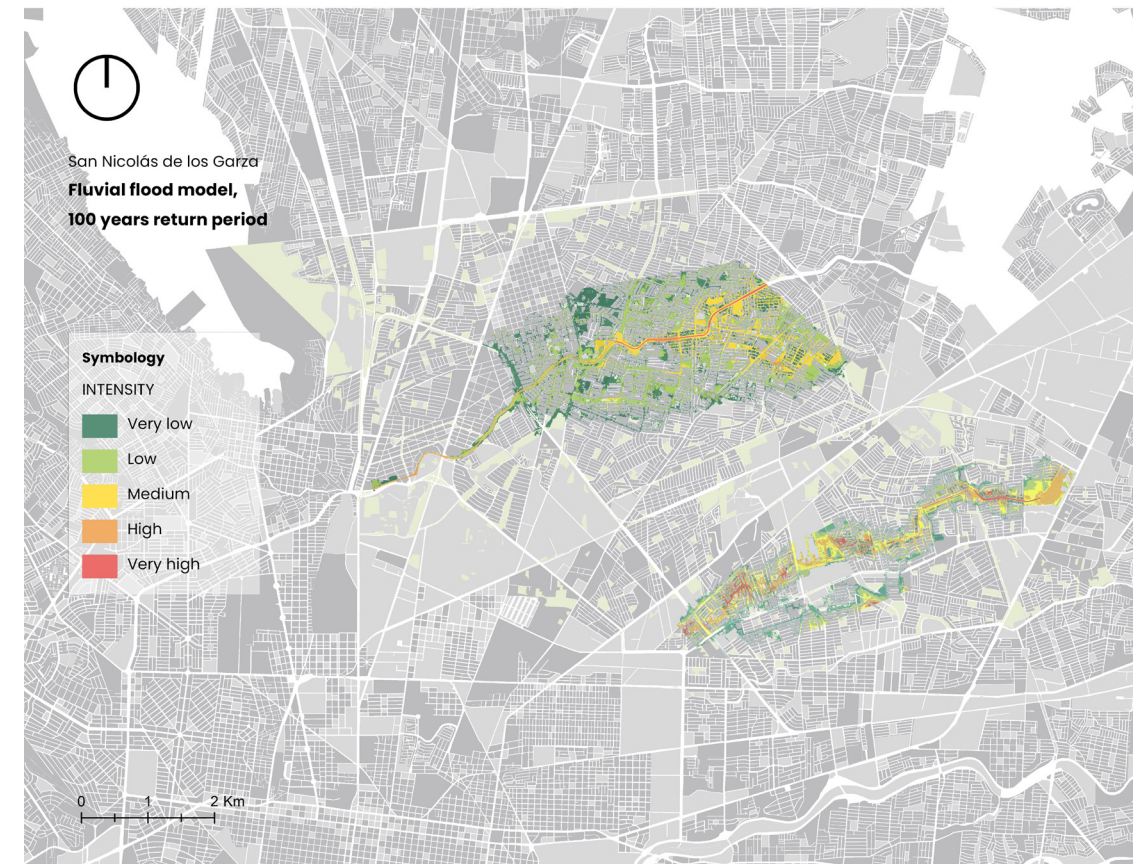 San Nicolás de los Garza
Fluvial flood model,
100 years return period
Symbology
INTENSITY
Very low
Low
Medium
High
Very high
0 1 2 Km